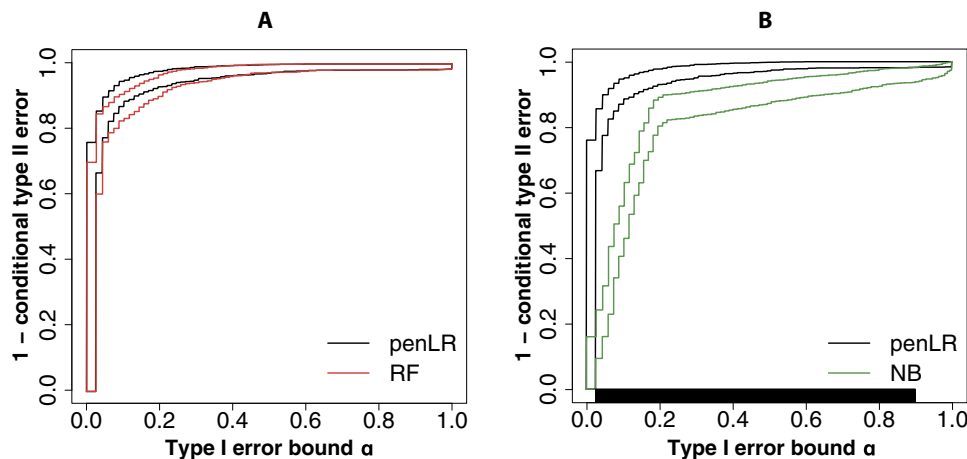 A
1 − conditional type II error
0.0 0.2 0.4 0.6 0.8 1.0
penLR
RF
0.0 0.2 0.4 0.6 0.8 1.0
Type I error bound α
B
1 − conditional type II error
0.0 0.2 0.4 0.6 0.8 1.0
penLR
NB
0.0 0.2 0.4 0.6 0.8 1.0
Type I error bound α